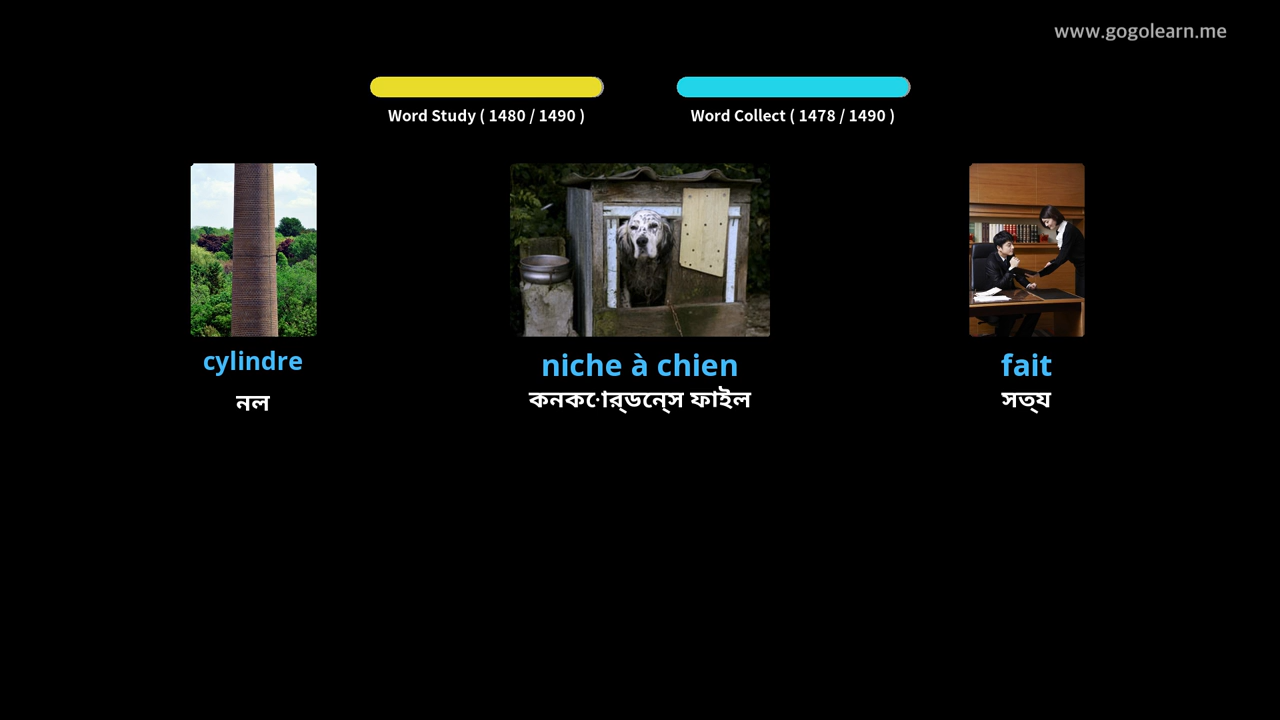 www.gogolearn.me
Word Study ( 1480 / 1490 )
Word Collect ( 1478 / 1490 )
cylindre
niche à chien
fait
নল
কনকোর্ডেন্স ফাইল
সত্য